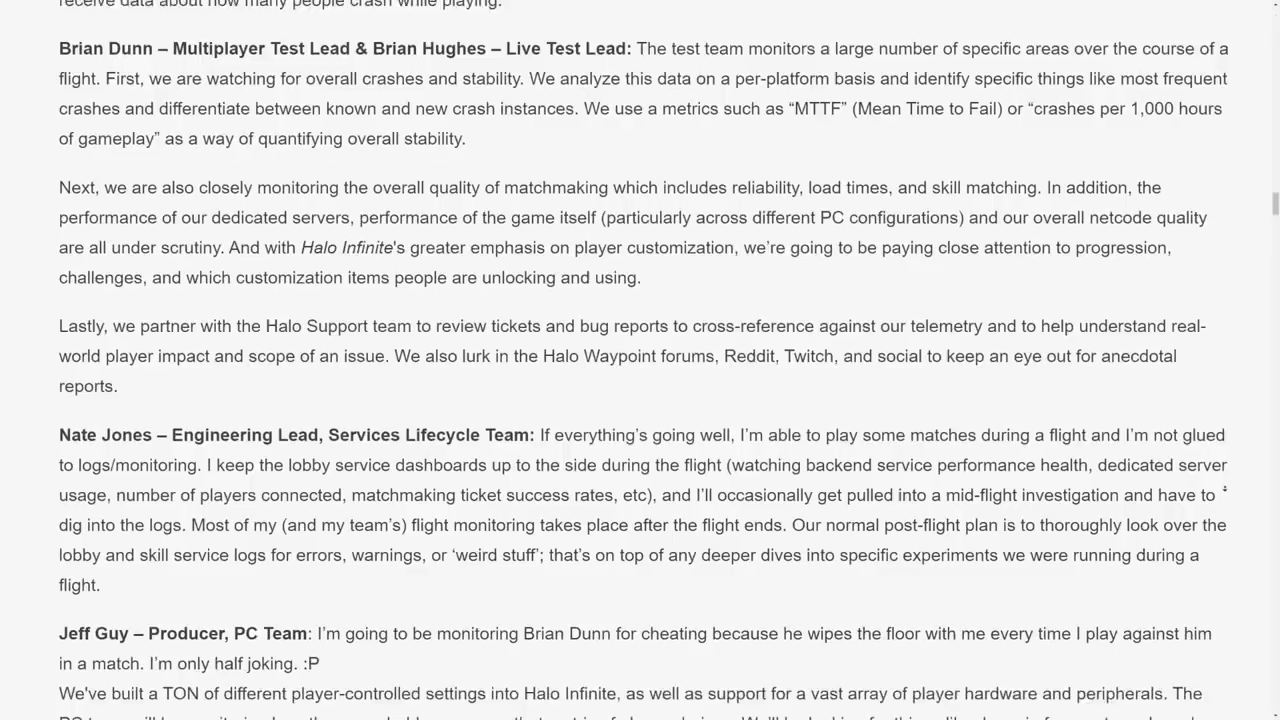 receive data about how many people crash while playing.
Brian Dunn – Multiplayer Test Lead & Brian Hughes – Live Test Lead: The test team monitors a large number of specific areas over the course of a
flight. First, we are watching for overall crashes and stability. We analyze this data on a per-platform basis and identify specific things like most frequent
crashes and differentiate between known and new crash instances. We use a metrics such as “MTTF” (Mean Time to Fail) or “crashes per 1,000 hours
of gameplay” as a way of quantifying overall stability.
Next, we are also closely monitoring the overall quality of matchmaking which includes reliability, load times, and skill matching. In addition, the
performance of our dedicated servers, performance of the game itself (particularly across different PC configurations) and our overall netcode quality
are all under scrutiny. And with Halo Infinite's greater emphasis on player customization, we’re going to be paying close attention to progression,
challenges, and which customization items people are unlocking and using.
Lastly, we partner with the Halo Support team to review tickets and bug reports to cross-reference against our telemetry and to help understand real-
world player impact and scope of an issue. We also lurk in the Halo Waypoint forums, Reddit, Twitch, and social to keep an eye out for anecdotal
reports.
Nate Jones – Engineering Lead, Services Lifecycle Team: If everything’s going well, I’m able to play some matches during a flight and I’m not glued
to logs/monitoring. I keep the lobby service dashboards up to the side during the flight (watching backend service performance health, dedicated server
usage, number of players connected, matchmaking ticket success rates, etc), and I’ll occasionally get pulled into a mid-flight investigation and have to
dig into the logs. Most of my (and my team’s) flight monitoring takes place after the flight ends. Our normal post-flight plan is to thoroughly look over the
lobby and skill service logs for errors, warnings, or ‘weird stuff’; that’s on top of any deeper dives into specific experiments we were running during a
flight.
Jeff Guy – Producer, PC Team: I’m going to be monitoring Brian Dunn for cheating because he wipes the floor with me every time I play against him
in a match. I’m only half joking. :P
We've built a TON of different player-controlled settings into Halo Infinite, as well as support for a vast array of player hardware and peripherals. The